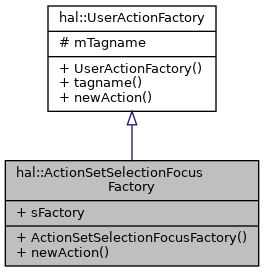 hal::UserActionFactory
# mTagname
+ UserActionFactory()
+ tagname()
+ newAction()
hal::ActionSetSelectionFocus
Factory
+ sFactory
+ ActionSetSelectionFocusFactory()
+ newAction()